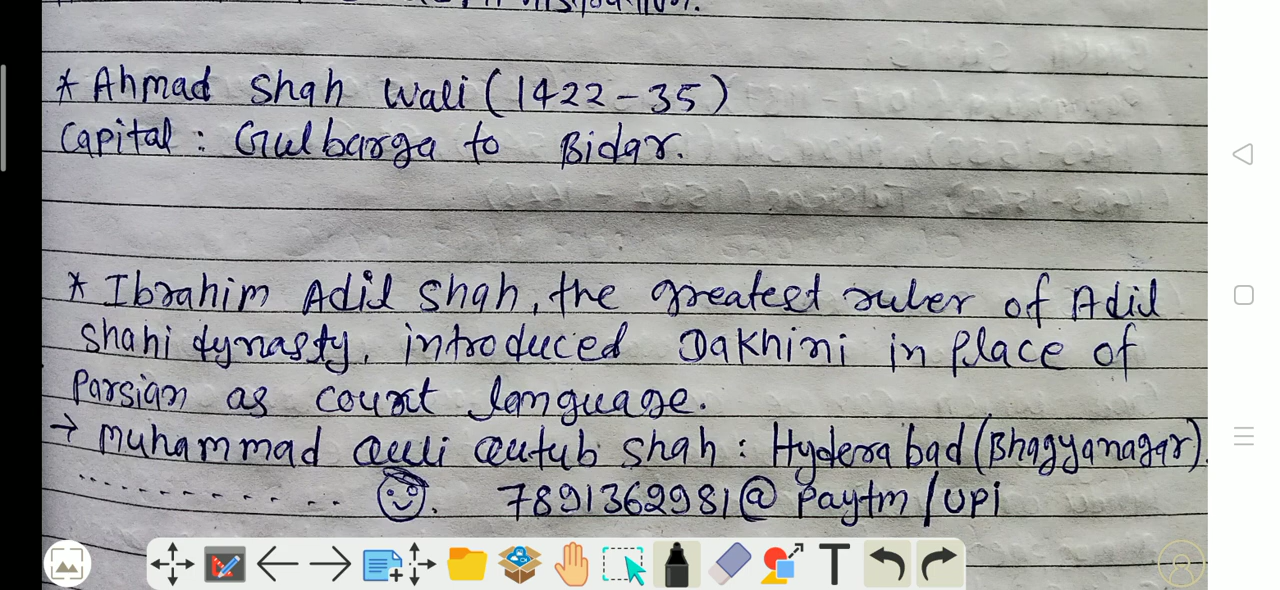 * Ahmad Shah Wali (1422-35)
Capital : Gulbarga to Bidar.
* Ibrahim Adil Shah, the greatest ruler of Adil
Shahi dynasty, introduced Dakhini in place of
Parsian as court language.
→ Muhammad Quli Qutub Shah : Hyderabad (Bhagyanagar).
.............. 7891362981@Paytm/UPI
T